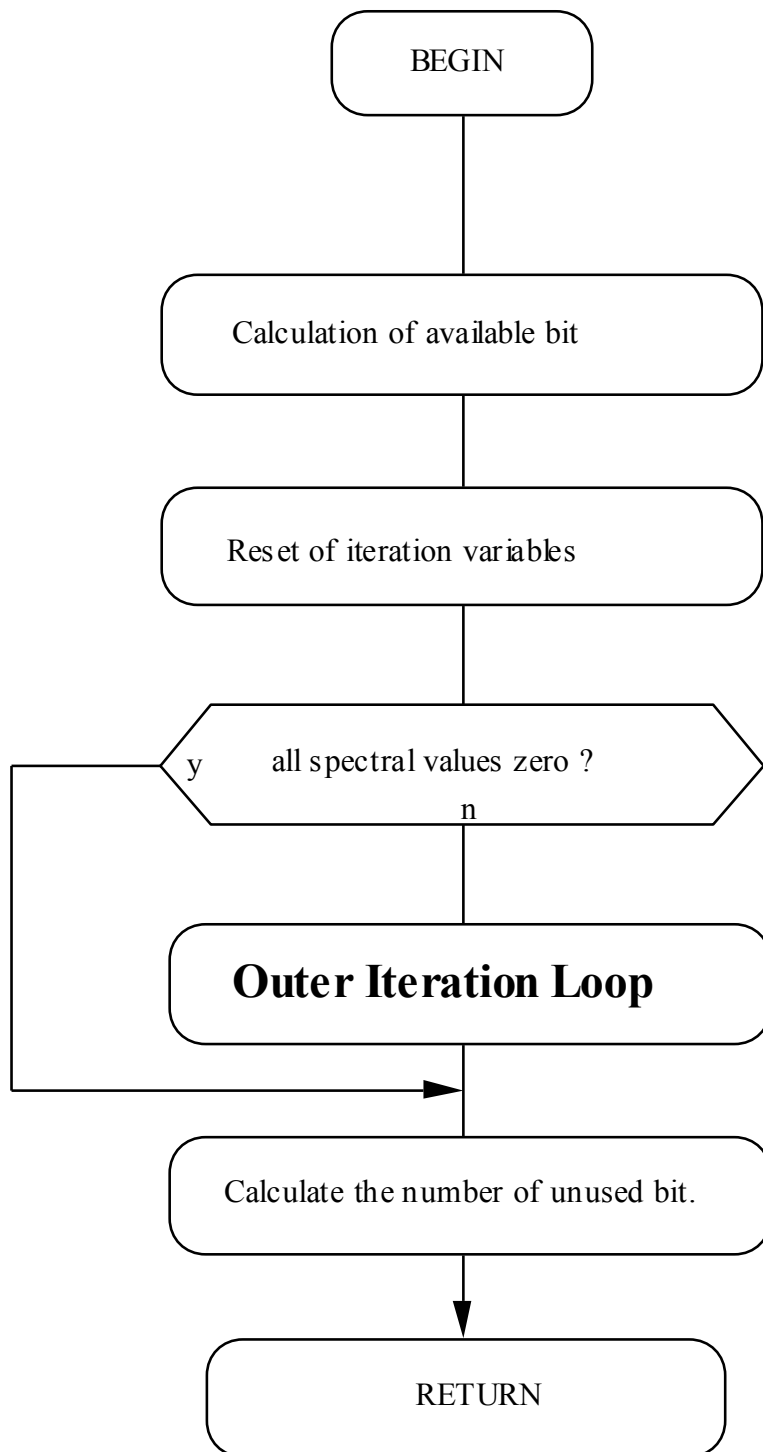 BEGIN
Calculation of available bit
Reset of iteration variables
y all spectral values zero ?
n
Outer Iteration Loop
Calculate the number of unused bit.
RETURN